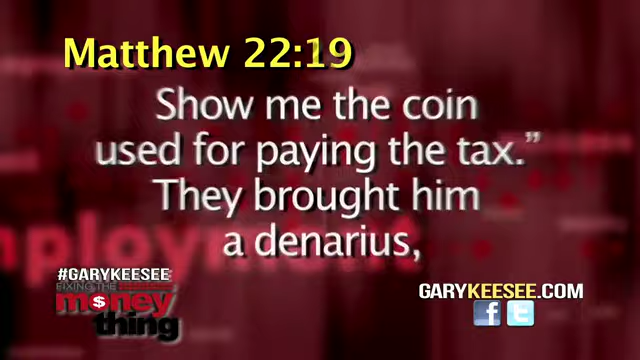 Matthew 22:19
Show me the coin
used for paying the tax.”
They brought him
a denarius,
#GARYKEESEE
FIXING THE
money
thing
GARYKEESEE.COM